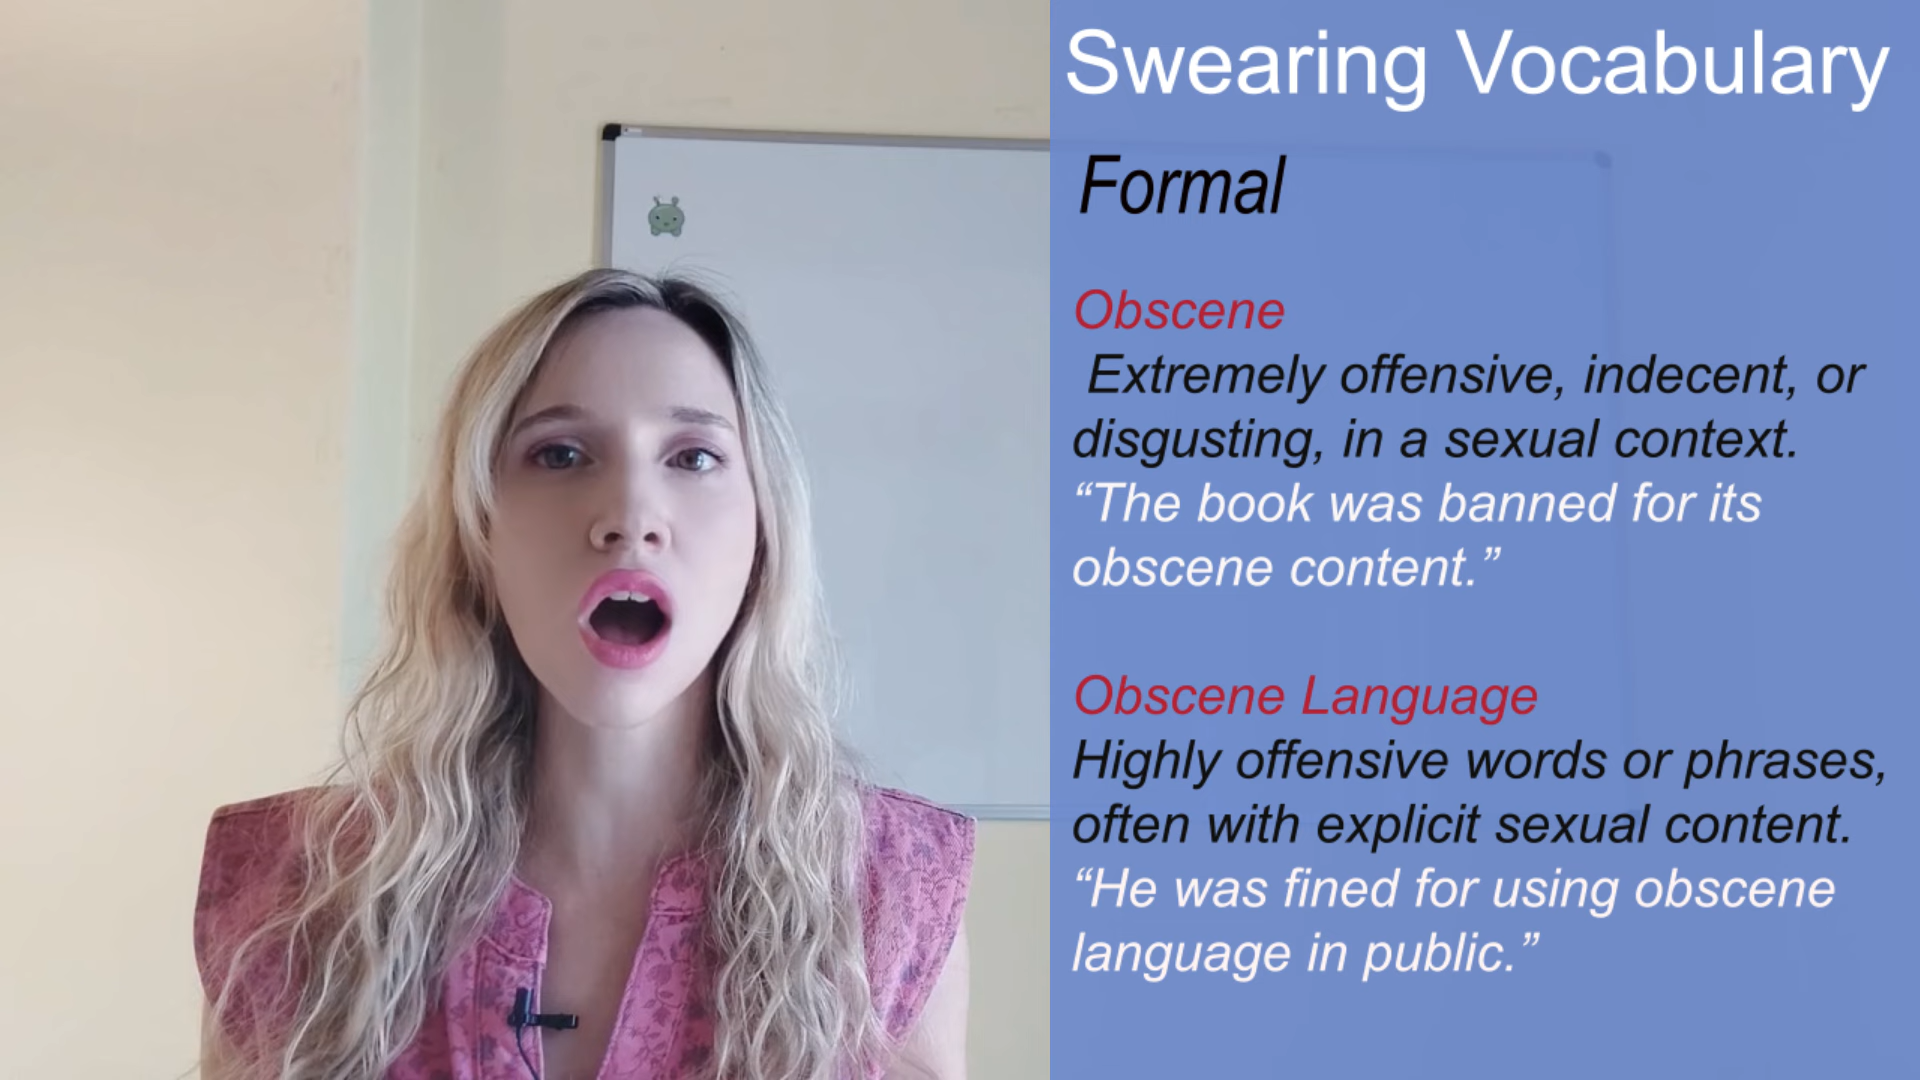 Swearing Vocabulary
Formal
Obscene
Extremely offensive, indecent, or
disgusting, in a sexual context.
“The book was banned for its
obscene content.”
Obscene Language
Highly offensive words or phrases,
often with explicit sexual content.
“He was fined for using obscene
language in public.”